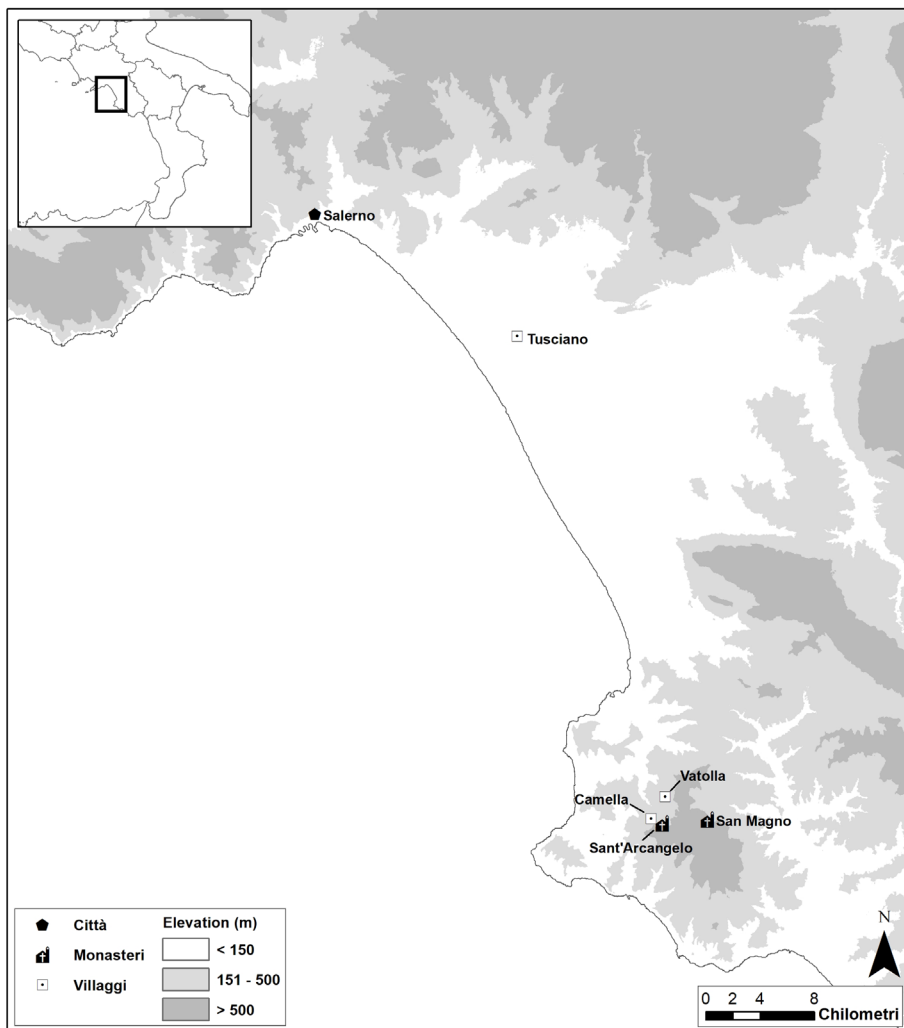 Salerno
Tusciano
Vatolla
Camella
San Magno
Sant'Arcangelo
N
Città
Monasteri
Villaggi
Elevation (m)
< 150
151 - 500
> 500
0 2 4 8
Chilometri